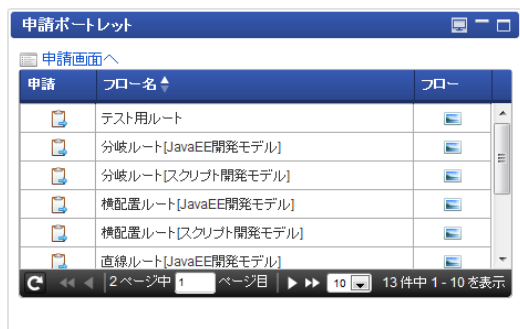 申請ポートレット
申請画面へ
申請 フロー名 フロー
テスト用ルート
分岐ルート[JavaEE開発モデル]
分岐ルート[スクリプト開発モデル]
横配置ルート[JavaEE開発モデル]
横配置ルート[スクリプト開発モデル]
直線ルート[JavaEE開発モデル]
2 ページ中 1 ページ目 10 13 件中 1 - 10 を表示